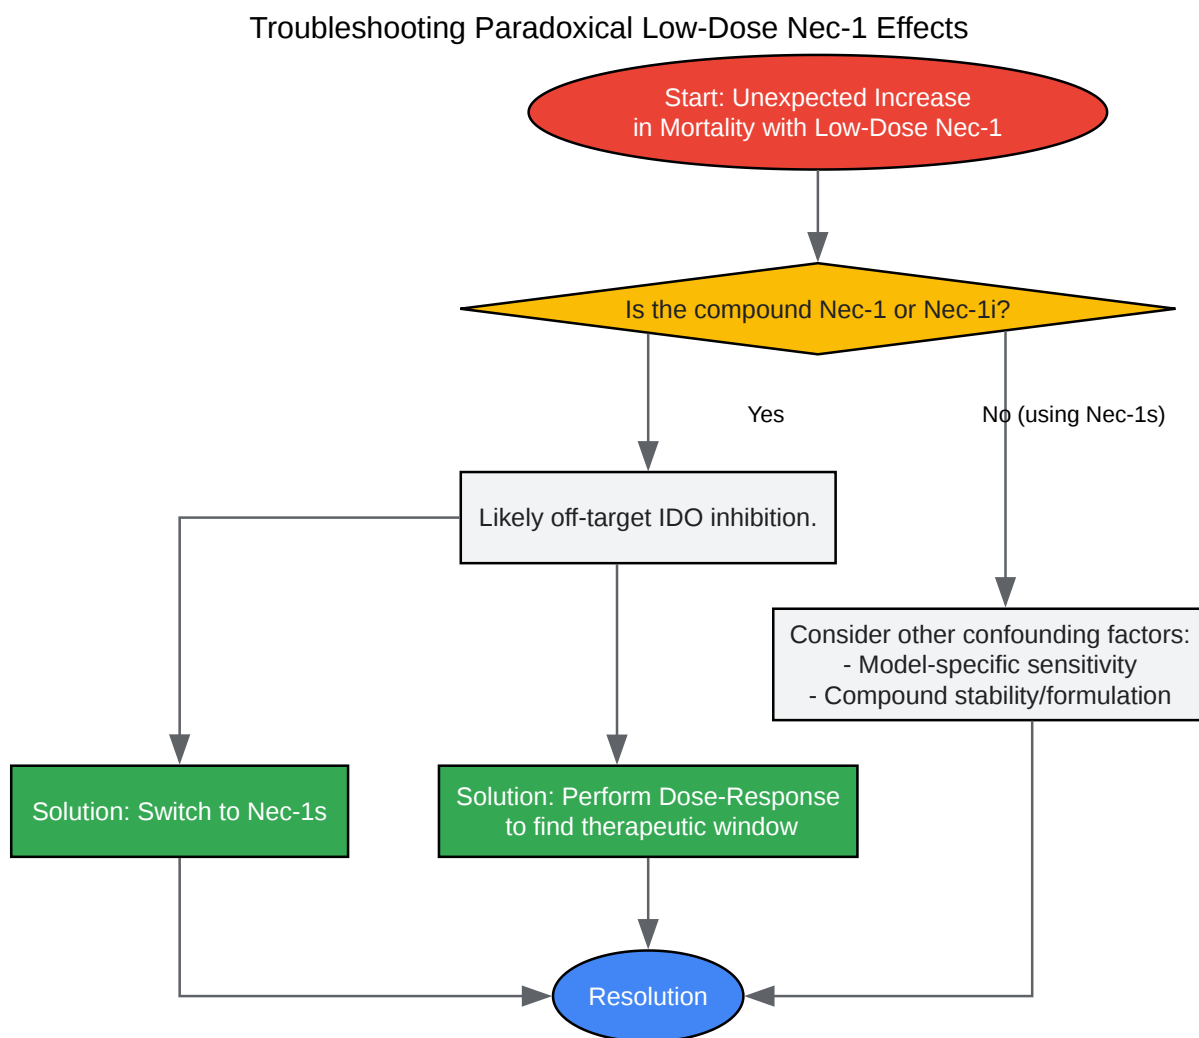 Troubleshooting Paradoxical Low-Dose Nec-1 Effects
Start: Unexpected Increase
in Mortality with Low-Dose Nec-1
Is the compound Nec-1 or Nec-1i?
Yes
No (using Nec-1s)
Likely off-target IDO inhibition.
Consider other confounding factors:
- Model-specific sensitivity
- Compound stability/formulation
Solution: Switch to Nec-1s
Solution: Perform Dose-Response
to find therapeutic window
Resolution